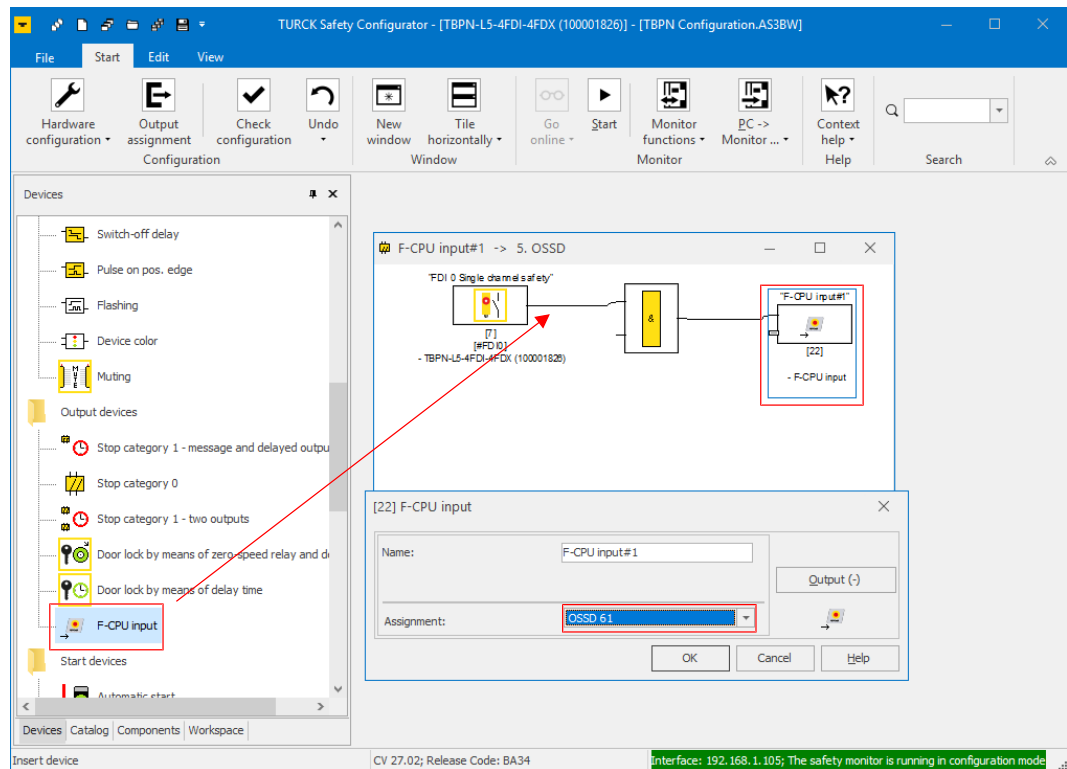 TURCK Safety Configurator - [TBPN-L5-4FDI-4FDX (100001826)] - [TBPN Configuration.AS3BW]
File Start Edit View
Hardware configuration
Output assignment
Check configuration
Undo
Configuration
New window
Tile horizontally
Window
Go online
Start
Monitor functions
PC -> Monitor ...
Monitor
Context help
Help
Search
Devices
Switch-off delay
Pulse on pos. edge
Flashing
Device color
MUTE
Muting
Output devices
Stop category 1 - message and delayed outpu
Stop category 0
Stop category 1 - two outputs
Door lock by means of zero-speed relay and d
Door lock by means of delay time
F-CPU input
Start devices
Automatic start
Devices Catalog Components Workspace
F-CPU input#1 -> 5. OSSD
"FDI 0 Single channel safety"
[7]
[#FDI0]
- TBPN-L5-4FDI-4FDX (100001826)
&
"F-CPU input#1"
[22]
- F-CPU input
[22] F-CPU input
Name: F-CPU input#1
Output (-)
Assignment: OSSD 61
OK Cancel Help
Insert device
CV 27.02; Release Code: BA34
Interface: 192.168.1.105; The safety monitor is running in configuration mode